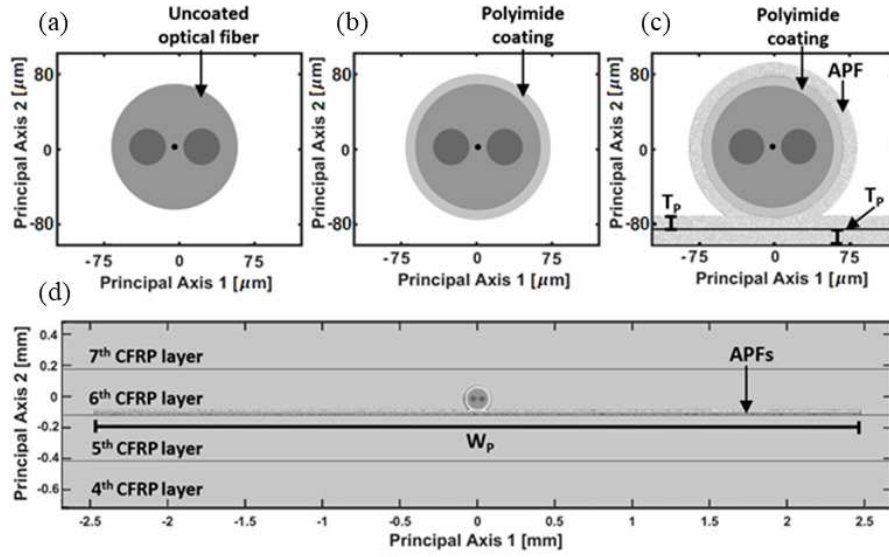 (a)
Uncoated
optical fiber
Principal Axis 2 [μm]
80
0
-80
-75
0
75
Principal Axis 1 [μm]
(b)
Polyimide
coating
Principal Axis 2 [μm]
80
0
-80
-75
0
75
Principal Axis 1 [μm]
(c)
Polyimide
coating
APF
TP
TP
Principal Axis 2 [μm]
80
0
-80
-75
0
75
Principal Axis 1 [μm]
(d)
Principal Axis 2 [mm]
0.4
0.2
0
-0.2
-0.4
-0.6
7th CFRP layer
APFs
6th CFRP layer
WP
5th CFRP layer
4th CFRP layer
-2.5
-2
-1.5
-1
-0.5
0
0.5
1
1.5
2
2.5
Principal Axis 1 [mm]